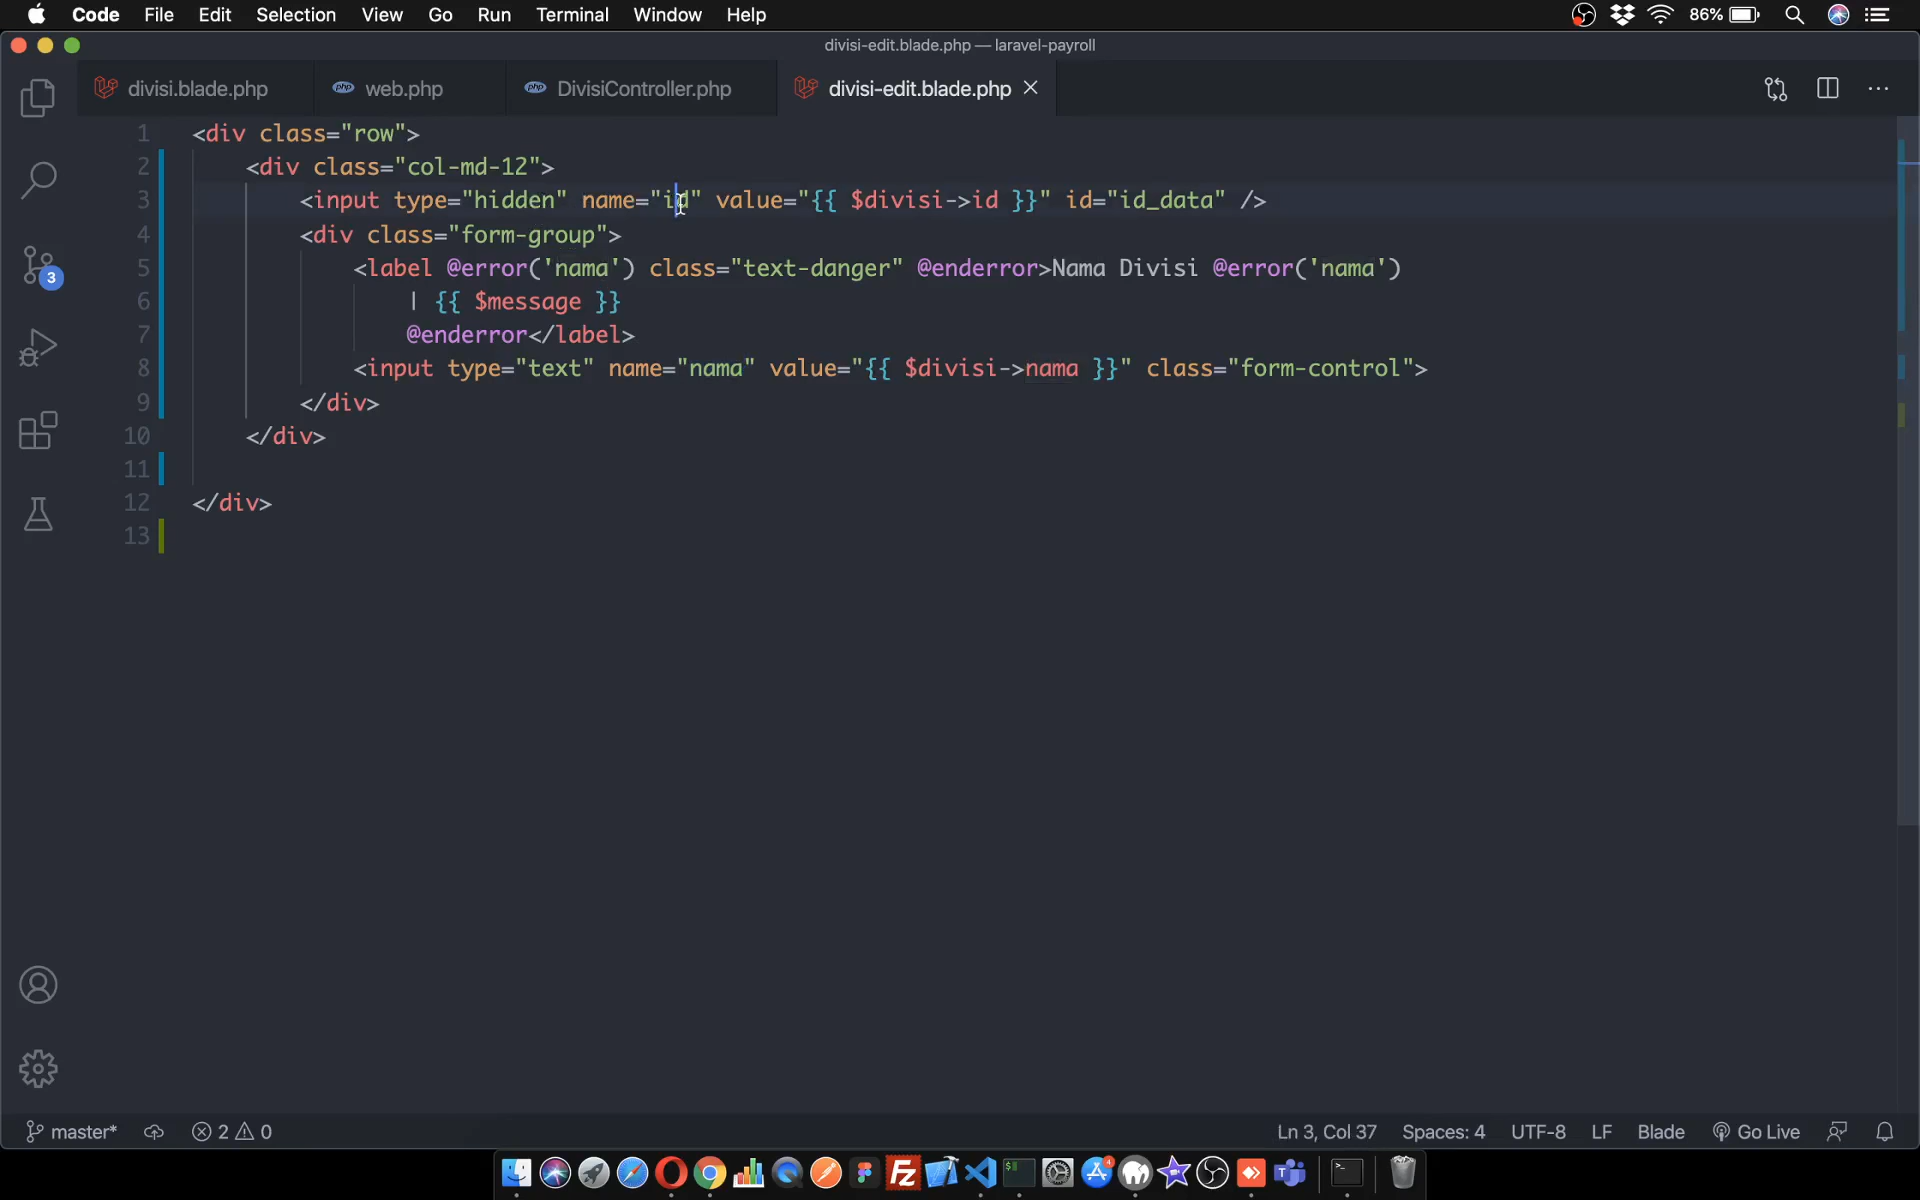 Code File Edit Selection View Go Run Terminal Window Help 86%
divisi-edit.blade.php — laravel-payroll
divisi.blade.php web.php DivisiController.php divisi-edit.blade.php
1 <div class="row">
2 <div class="col-md-12">
3 <input type="hidden" name="id" value="{{ $divisi->id }}" id="id_data" />
4 <div class="form-group">
5 <label @error('nama') class="text-danger" @enderror>Nama Divisi @error('nama')
6 | {{ $message }}
7 @enderror</label>
8 <input type="text" name="nama" value="{{ $divisi->nama }}" class="form-control">
9 </div>
10 </div>
11
12 </div>
13
3
master* 2 0 Ln 3, Col 37 Spaces: 4 UTF-8 LF Blade Go Live